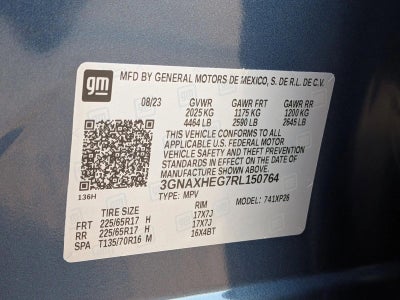 gm
MFD BY GENERAL MOTORS DE MEXICO, S. DE R.L. DE C.V.
08/23 GVWR GAWR FRT GAWR RR
2025 KG 1175 KG 1200 KG
4464 LB 2590 LB 2645 LB
THIS VEHICLE CONFORMS TO ALL
APPLICABLE U.S. FEDERAL MOTOR
VEHICLE SAFETY AND THEFT PREVENTION
STANDARDS IN EFFECT ON THE DATE OF
MANUFACTURE SHOWN ABOVE.
3GNAXHEG7RL150764
136H TYPE: MPV MODEL: 741XP26
TIRE SIZE RIM
FRT 225/65R17 H 17X7J
RR 225/65R17 H 17X7J
SPA T135/70R16 M 16X4BT